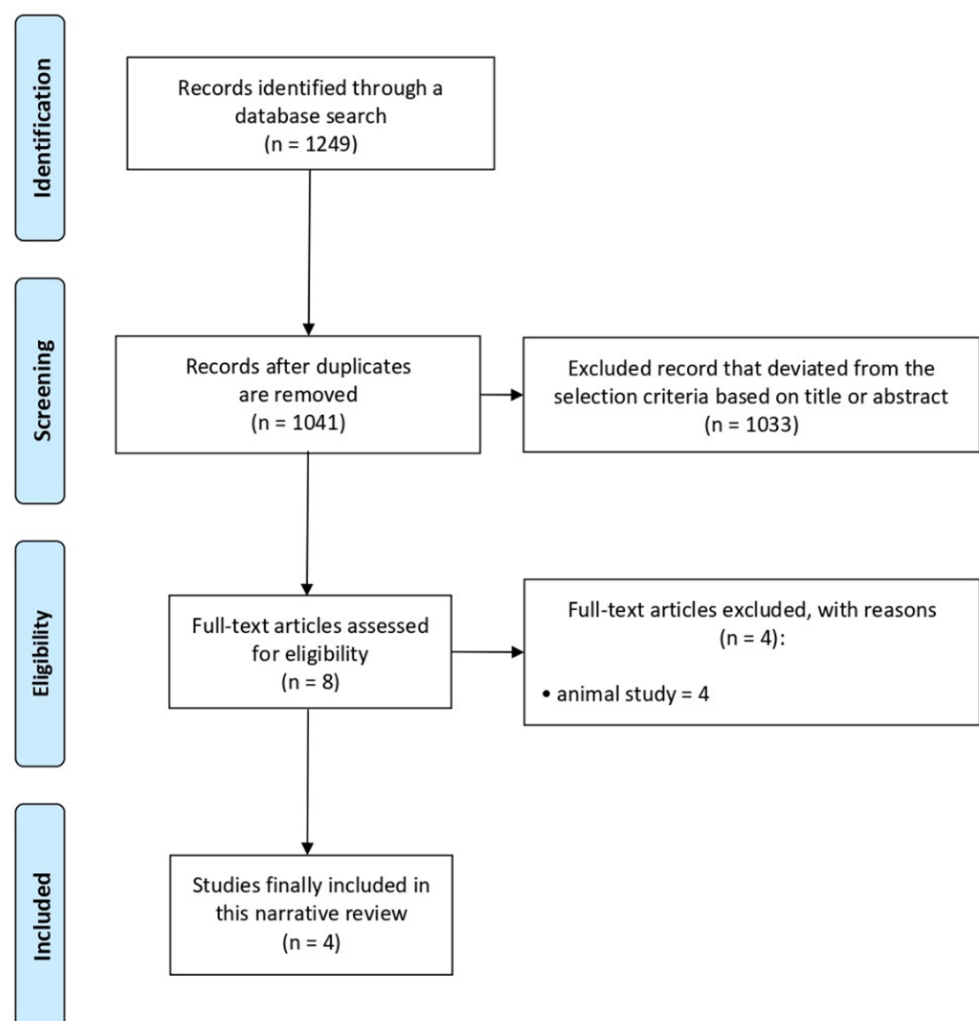 Identification
Records identified through a
database search
(n = 1249)
Screening
Records after duplicates
are removed
(n = 1041)
Excluded record that deviated from the
selection criteria based on title or abstract
(n = 1033)
Eligibility
Full-text articles assessed
for eligibility
(n = 8)
Full-text articles excluded, with reasons
(n = 4):
• animal study = 4
Included
Studies finally included in
this narrative review
(n = 4)